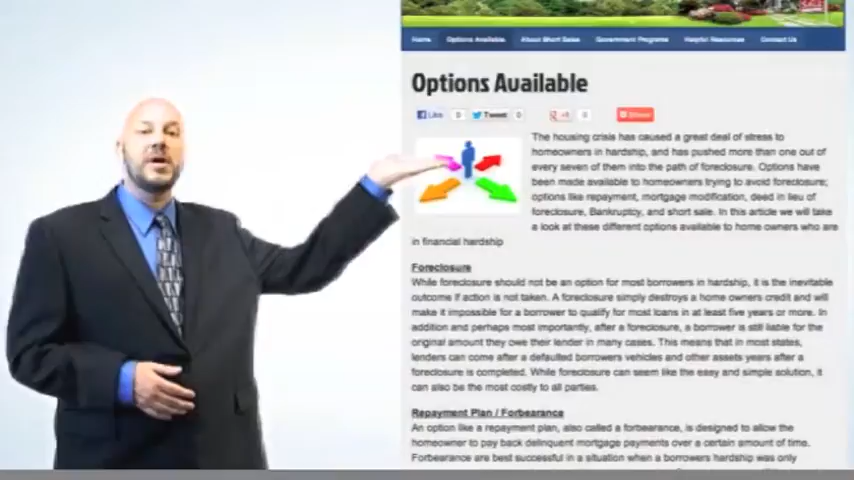 Home Options Available About Short Sales Government Programs Helpful Resources Contact Us
Options Available
Like 0 Tweet 0 +1 0 Share
The housing crisis has caused a great deal of stress to
homeowners in hardship, and has pushed more than one out of
every seven of them into the path of foreclosure. Options have
been made available to homeowners trying to avoid foreclosure;
options like repayment, mortgage modification, deed in lieu of
foreclosure, Bankruptcy, and short sale. In this article we will take
a look at these different options available to home owners who are
in financial hardship
Foreclosure
While foreclosure should not be an option for most borrowers in hardship, it is the inevitable
outcome if action is not taken. A foreclosure simply destroys a home owners credit and will
make it impossible for a borrower to qualify for most loans in at least five years or more. In
addition and perhaps most importantly, after a foreclosure, a borrower is still liable for the
original amount they owe their lender in many cases. This means that in most states,
lenders can come after a defaulted borrowers vehicles and other assets years after a
foreclosure is completed. While foreclosure can seem like the easy and simple solution, it
can also be the most costly to all parties.
Repayment Plan / Forbearance
An option like a repayment plan, also called a forbearance, is designed to allow the
homeowner to pay back delinquent mortgage payments over a certain amount of time.
Forbearance are best successful in a situation when a borrowers hardship was only